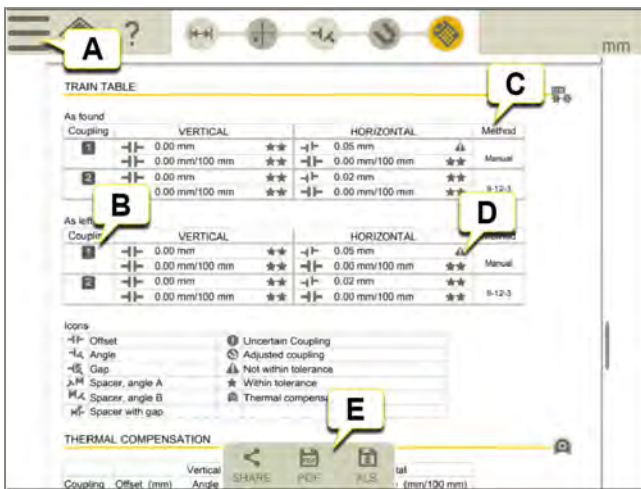 A
?
mm
TRAIN TABLE
C
As found
Coupling VERTICAL HORIZONTAL Method
1 0.00 mm 0.05 mm
0.00 mm/100 mm 0.00 mm/100 mm Manual
2 0.00 mm 0.02 mm
0.00 mm/100 mm 0.00 mm/100 mm 9-12-3
B
D
As left
Coupling VERTICAL HORIZONTAL Method
1 0.00 mm 0.05 mm
0.00 mm/100 mm 0.00 mm/100 mm Manual
2 0.00 mm 0.02 mm
0.00 mm/100 mm 0.00 mm/100 mm 9-12-3
Icons
Offset Uncertain Coupling
Angle Adjusted coupling
Gap Not within tolerance
Spacer, angle A Within tolerance
Spacer, angle B Thermal compensa
Spacer with gap
E
THERMAL COMPENSATION
SHARE PDF XLS
Vertical tal
Coupling Offset (mm) Angle (mm/100 mm)